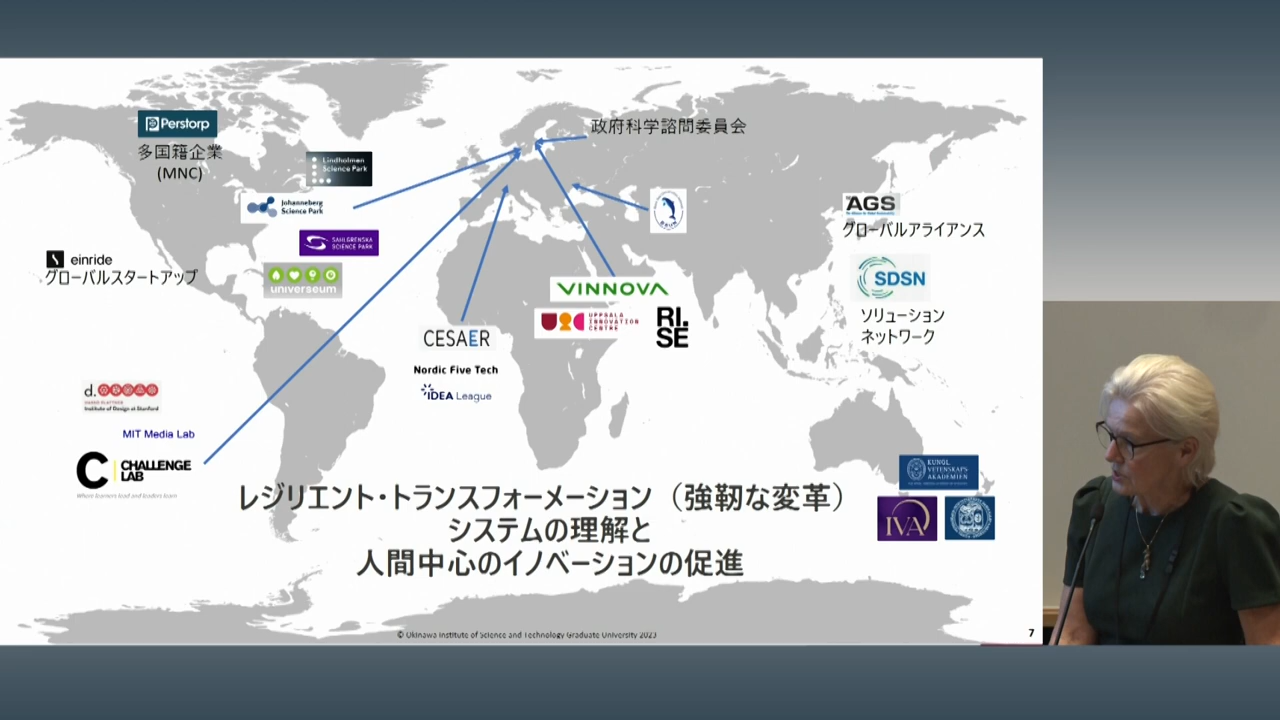 Perstorp
多国籍企業
(MNC)
Lindholmen
Science Park
Johanneberg
Science Park
SAHLGRENSKA
SCIENCE PARK
einride
グローバルスタートアップ
universeum
政府科学諮問委員会
AGS
グローバルアライアンス
SDSN
ソリューション
ネットワーク
VINNOVA
UPPSALA
INNOVATION
CENTRE
RI.
SE
CESAER
Nordic Five Tech
IDEA League
d.
Institute of Design at Stanford
MIT Media Lab
C CHALLENGE
LAB
Where learners lead and leaders learn
KUNGL.
VETENSKAPS
AKADEMIEN
IVA
レジリエント・トランスフォーメーション（強靭な変革）
システムの理解と
人間中心のイノベーションの促進
© Okinawa Institute of Science and Technology Graduate University 2023
7